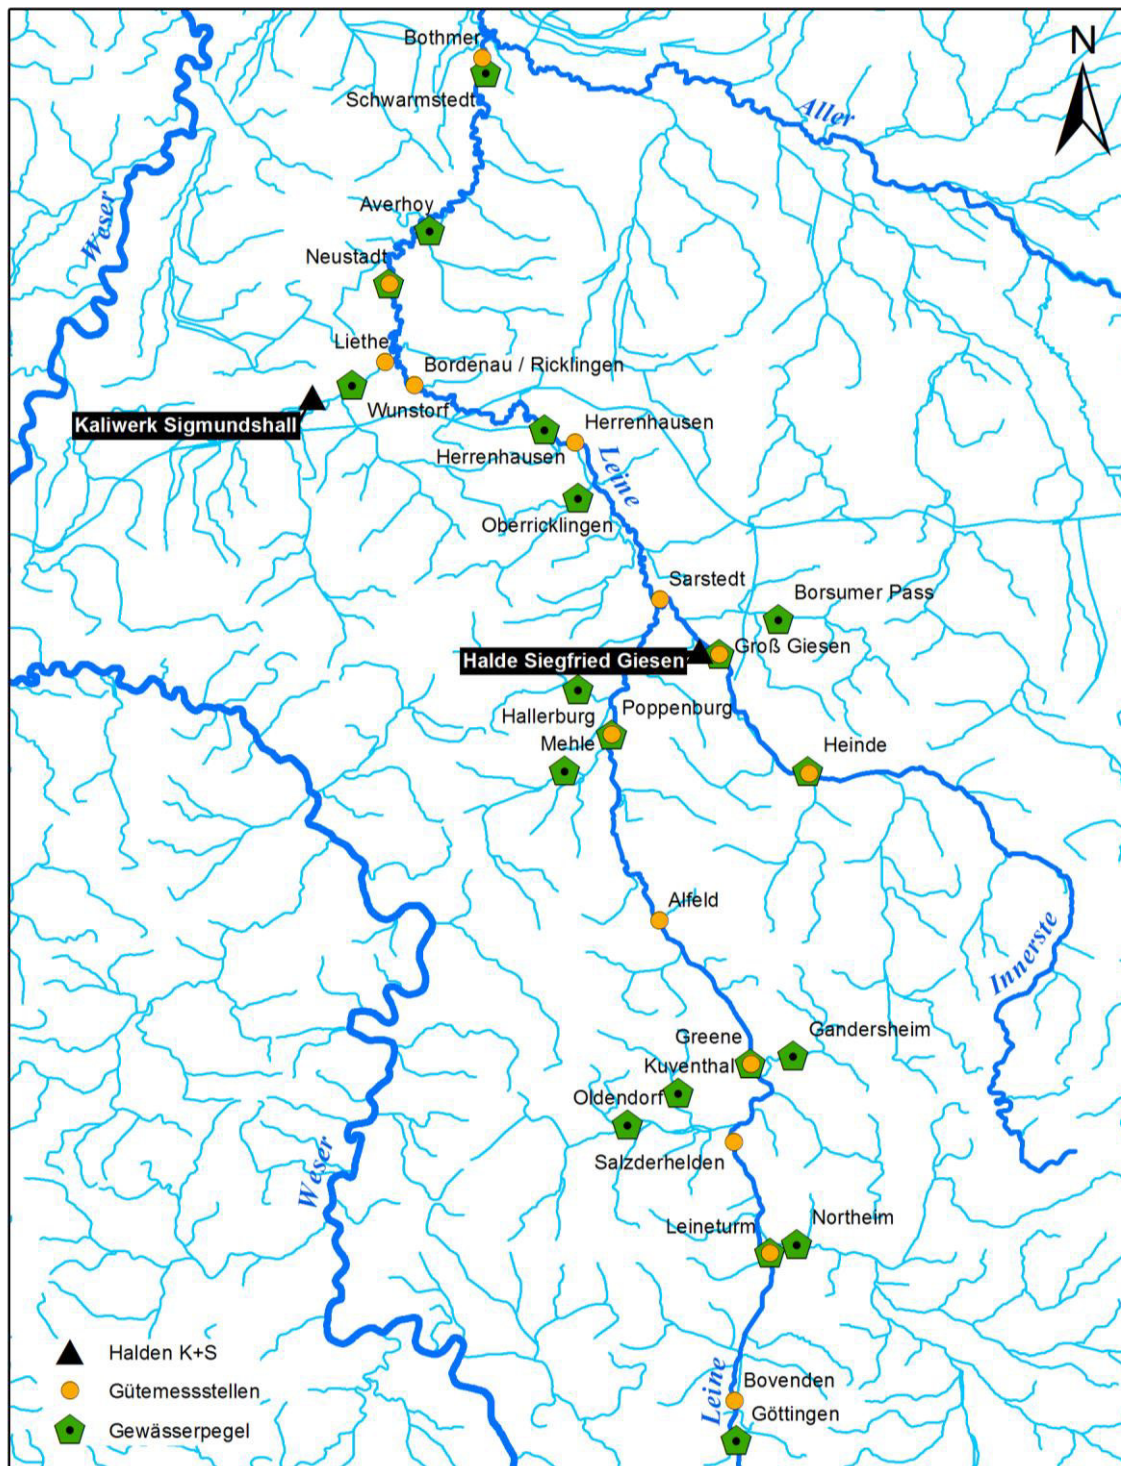 Bothmer
N
Schwarmstedt
Aller
Weser
Averhoy
Neustadt
Liethe
Bordenau / Ricklingen
Wunstorf
Kaliwerk Sigmundshall
Herrenhausen
Herrenhausen
Leine
Oberricklingen
Sarstedt
Borsumer Pass
Groß Giesen
Halde Siegfried Giesen
Hallerburg
Poppenburg
Mehle
Heinde
Alfeld
Innerste
Greene
Gandersheim
Kuventhal
Oldendorf
Salzderhelden
Weser
Leineturm
Northeim
Halden K+S
Gütemessstellen
Gewässerpegel
Leine
Bovenden
Göttingen